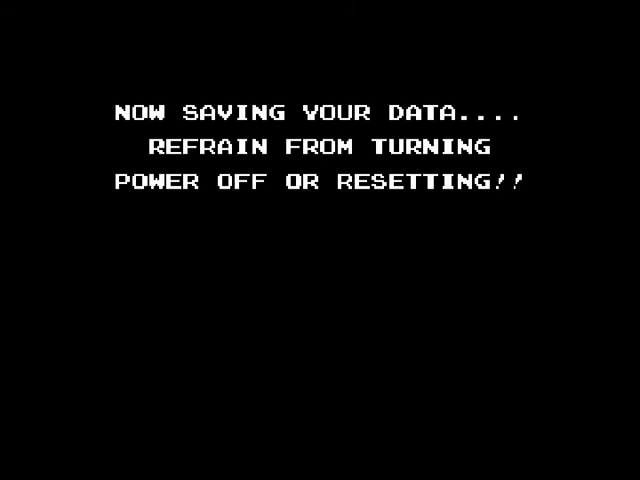 NOW SAVING YOUR DATA....
REFRAIN FROM TURNING
POWER OFF OR RESETTING!!